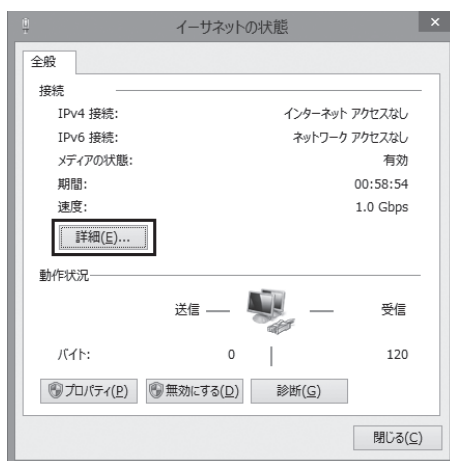 イーサネットの状態
全般
接続
IPv4 接続: インターネット アクセスなし
IPv6 接続: ネットワーク アクセスなし
メディアの状態: 有効
期間: 00:58:54
速度: 1.0 Gbps
詳細(E)...
動作状況
送信 受信
バイト: 0 120
プロパティ(P) 無効にする(D) 診断(G)
閉じる(C)